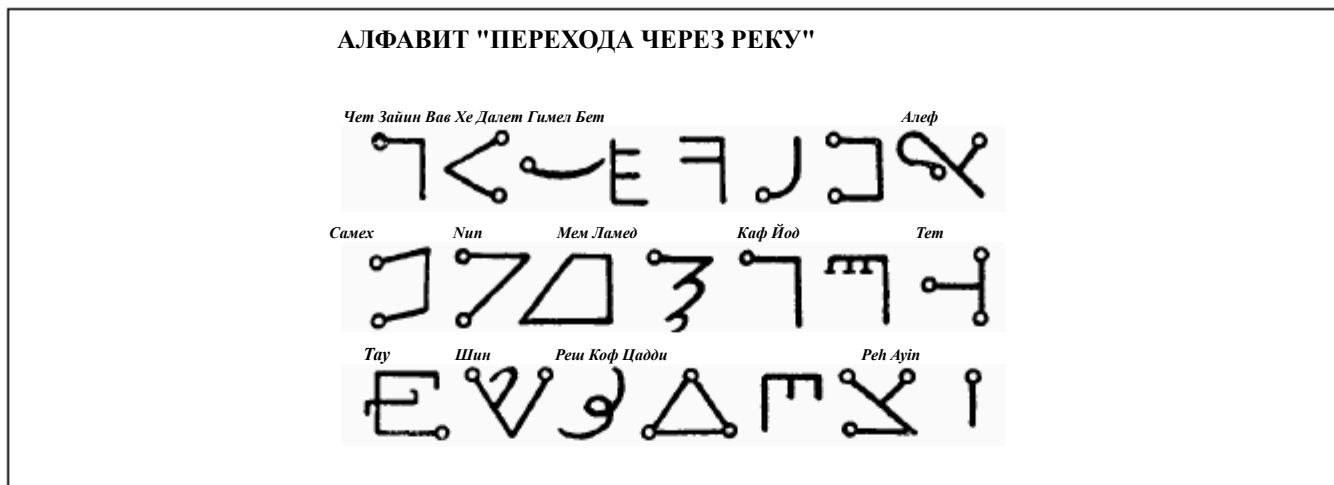 АЛФАВИТ "ПЕРЕХОДА ЧЕРЕЗ РЕКУ"
Чет Зайин Вав Хе Далет Гимел Бет Алеф
Самех Nun Мем Ламед Каф Йод Тет
Тау Шин Реш Коф Цадди Peh Ayin